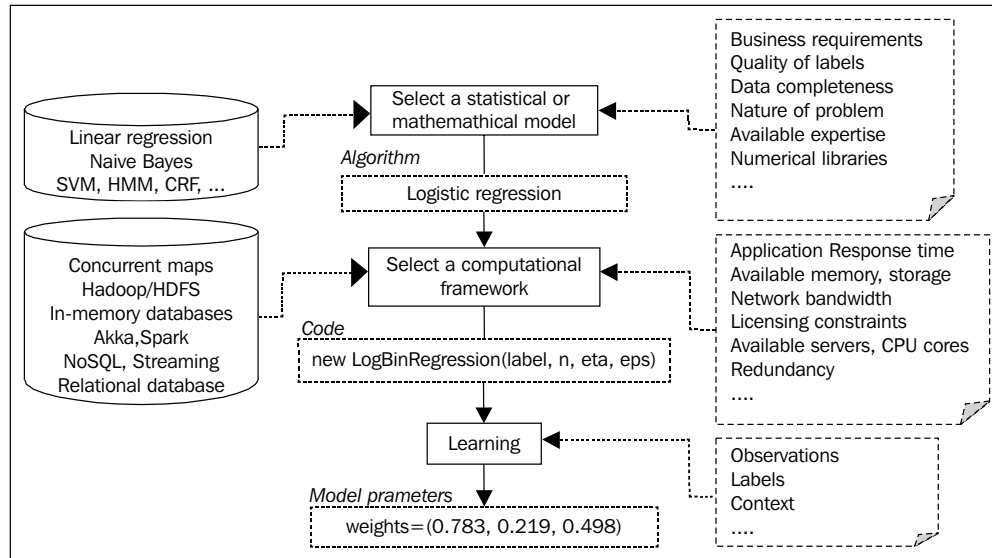 Linear regression
Naive Bayes
SVM, HMM, CRF, ...
Concurrent maps
Hadoop/HDFS
In-memory databases
Akka,Spark
NoSQL, Streaming
Relational database
Select a statistical or
mathemathical model
Algorithm
Logistic regression
Select a computational
framework
Code
new LogBinRegression(label, n, eta, eps)
Learning
Model prameters
weights=(0.783, 0.219, 0.498)
Business requirements
Quality of labels
Data completeness
Nature of problem
Available expertise
Numerical libraries
....
Application Response time
Available memory, storage
Network bandwidth
Licensing constraints
Available servers, CPU cores
Redundancy
....
Observations
Labels
Context
....